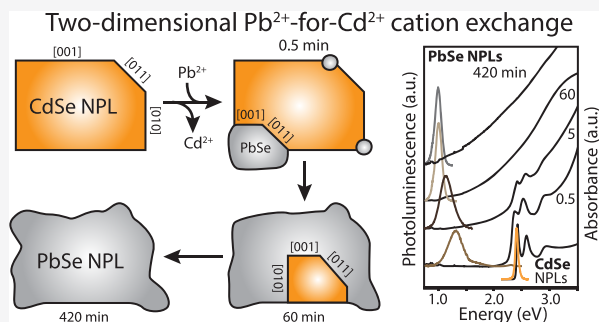 Two-dimensional Pb²⁺-for-Cd²⁺ cation exchange
[001]
[011]
[010]
CdSe NPL
Pb²⁺
Cd²⁺
0.5 min
[001]
[011]
PbSe
PbSe NPL
420 min
[001]
[011]
[010]
60 min
Photoluminescence (a.u.)
PbSe NPLs
420 min
60
5
0.5
CdSe
NPLs
Absorbance (a.u.)
1.0
2.0
3.0
Energy (eV)